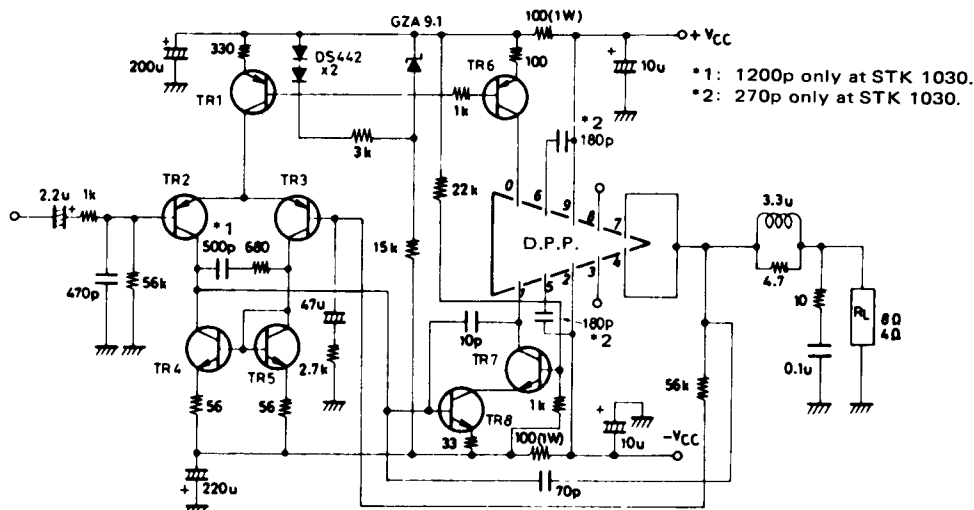 GZA 9.1
100(1W)
+ VCC
330
DS442
x2
TR6
100
10u
200u
*1: 1200p only at STK 1030.
*2: 270p only at STK 1030.
TR1
1k
*2
180p
3k
0
6
9
8
7
TR2
TR3
22k
3.3u
2.2u
1k
*1
D.P.P.
500p
680
15k
4
3
2
5
1
4.7
470p
56k
47u
180p
*2
10
RL
8Ω
4Ω
10p
TR7
TR4
TR5
2.7k
56k
0.1u
1k
56
56
TR8
33
100(1W)
10u
-VCC
220u
70p